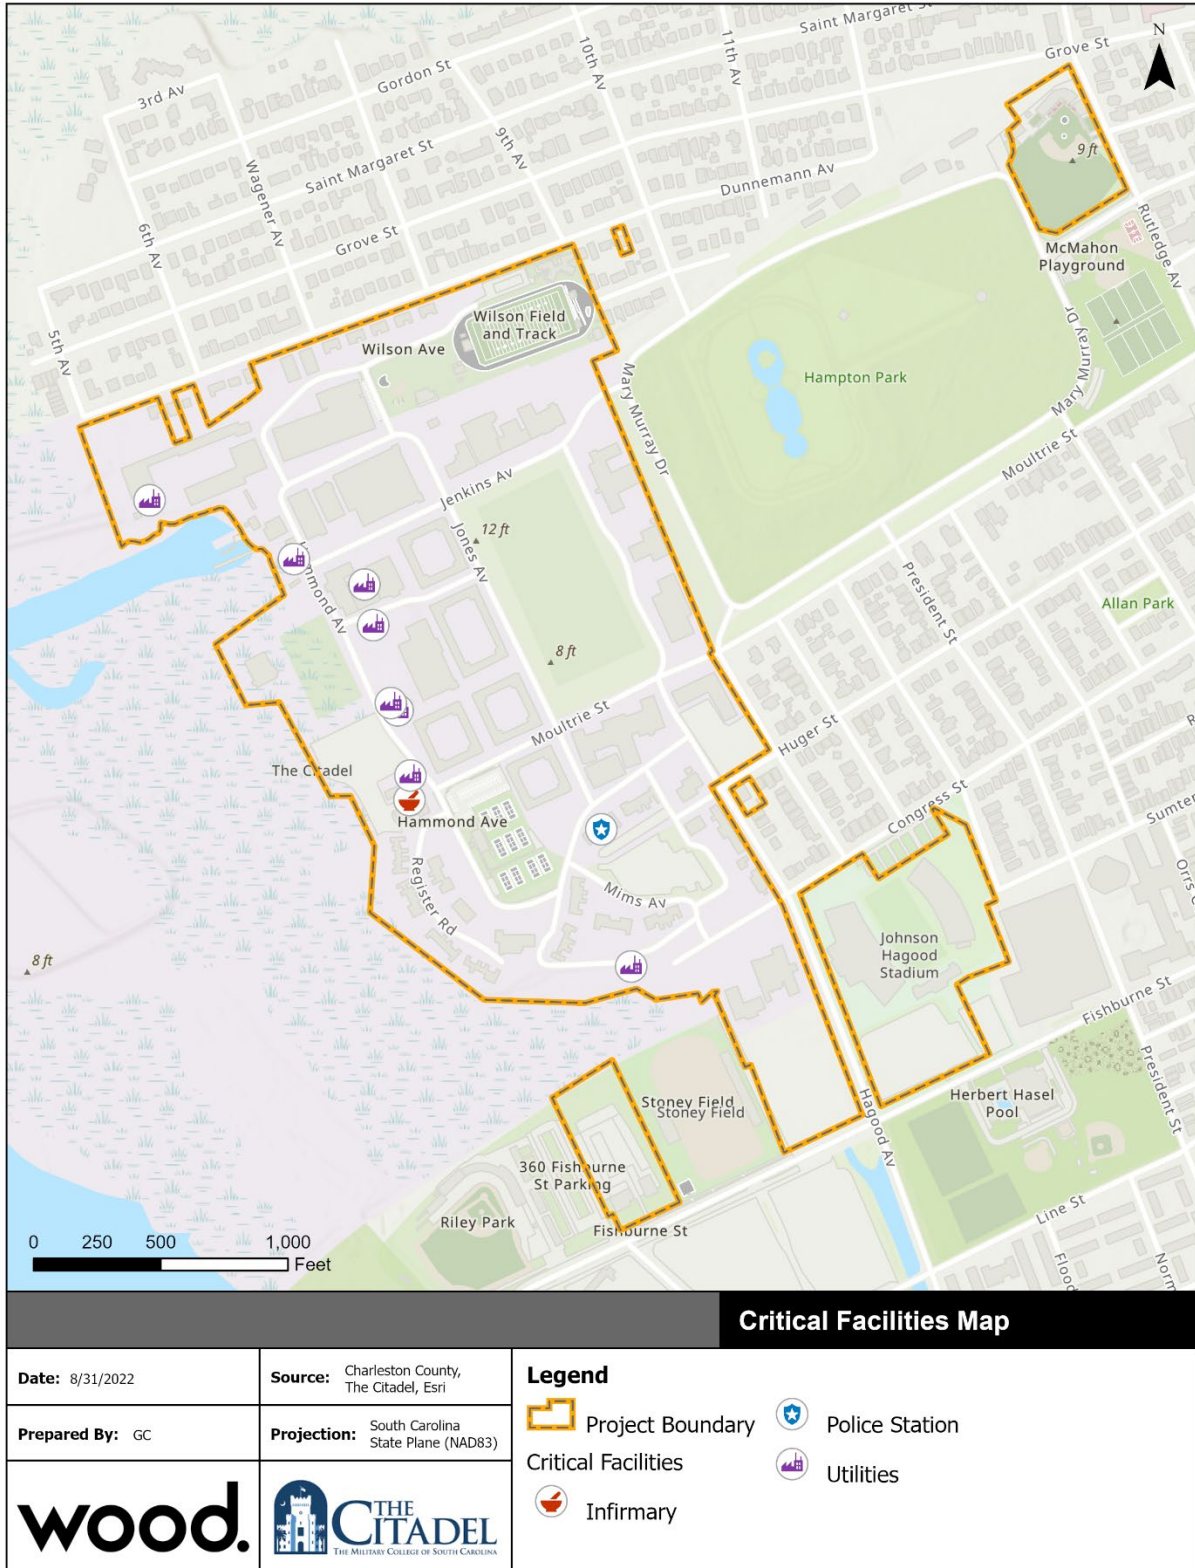 Saint Margaret St
Grove St
N
10th Av
11th Av
Gordon St
3rd Av
9th Av
9 ft
Saint Margaret St
Wagener Av
Dunnemann Av
Rutledge Av
6th Av
Grove St
McMahon
Playground
5th Av
Wilson Field
and Track
Wilson Ave
Mary Murray Dr
Hampton Park
Mary Murray Dr
Moultrie St
Jenkins Av
12 ft
Jones Av
Hammond Av
President St
Allan Park
8 ft
Moultrie St
Huger St
The Citadel
Congress St
Sumter
Hammond Ave
Orrs
Register Rd
Mims Av
Johnson
Hagood
Stadium
8 ft
Fishburne St
President St
Stoney Field
Stoney Field
Hagood Av
Herbert Hasel
Pool
360 Fishburne
St Parking
Riley Park
Fishburne St
Line St
Flood
Norm
0 250 500 1,000
Feet
Critical Facilities Map
Date: 8/31/2022
Source: Charleston County,
The Citadel, Esri
Prepared By: GC
Projection: South Carolina
State Plane (NAD83)
wood.
THE
CITADEL
THE MILITARY COLLEGE OF SOUTH CAROLINA
Legend
Project Boundary
Critical Facilities
Infirmary
Police Station
Utilities